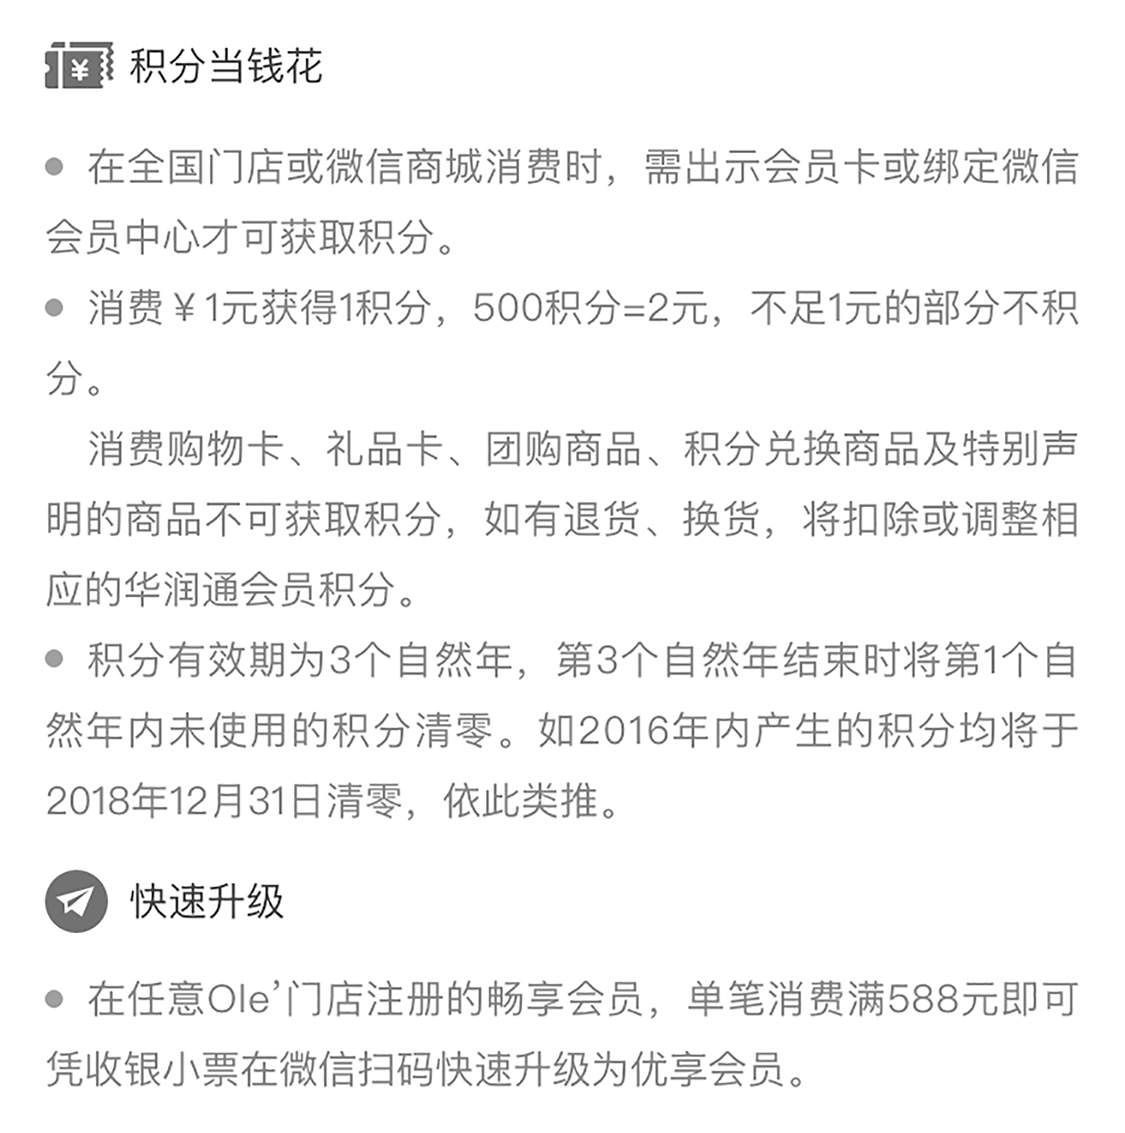 积分当钱花
• 在全国门店或微信商城消费时，需出示会员卡或绑定微信
会员中心才可获取积分。
• 消费￥1元获得1积分，500积分=2元，不足1元的部分不积
分。
消费购物卡、礼品卡、团购商品、积分兑换商品及特别声
明的商品不可获取积分，如有退货、换货，将扣除或调整相
应的华润通会员积分。
• 积分有效期为3个自然年，第3个自然年结束时将第1个自
然年内未使用的积分清零。如2016年内产生的积分均将于
2018年12月31日清零，依此类推。
快速升级
• 在任意Ole’门店注册的畅享会员，单笔消费满588元即可
凭收银小票在微信扫码快速升级为优享会员。